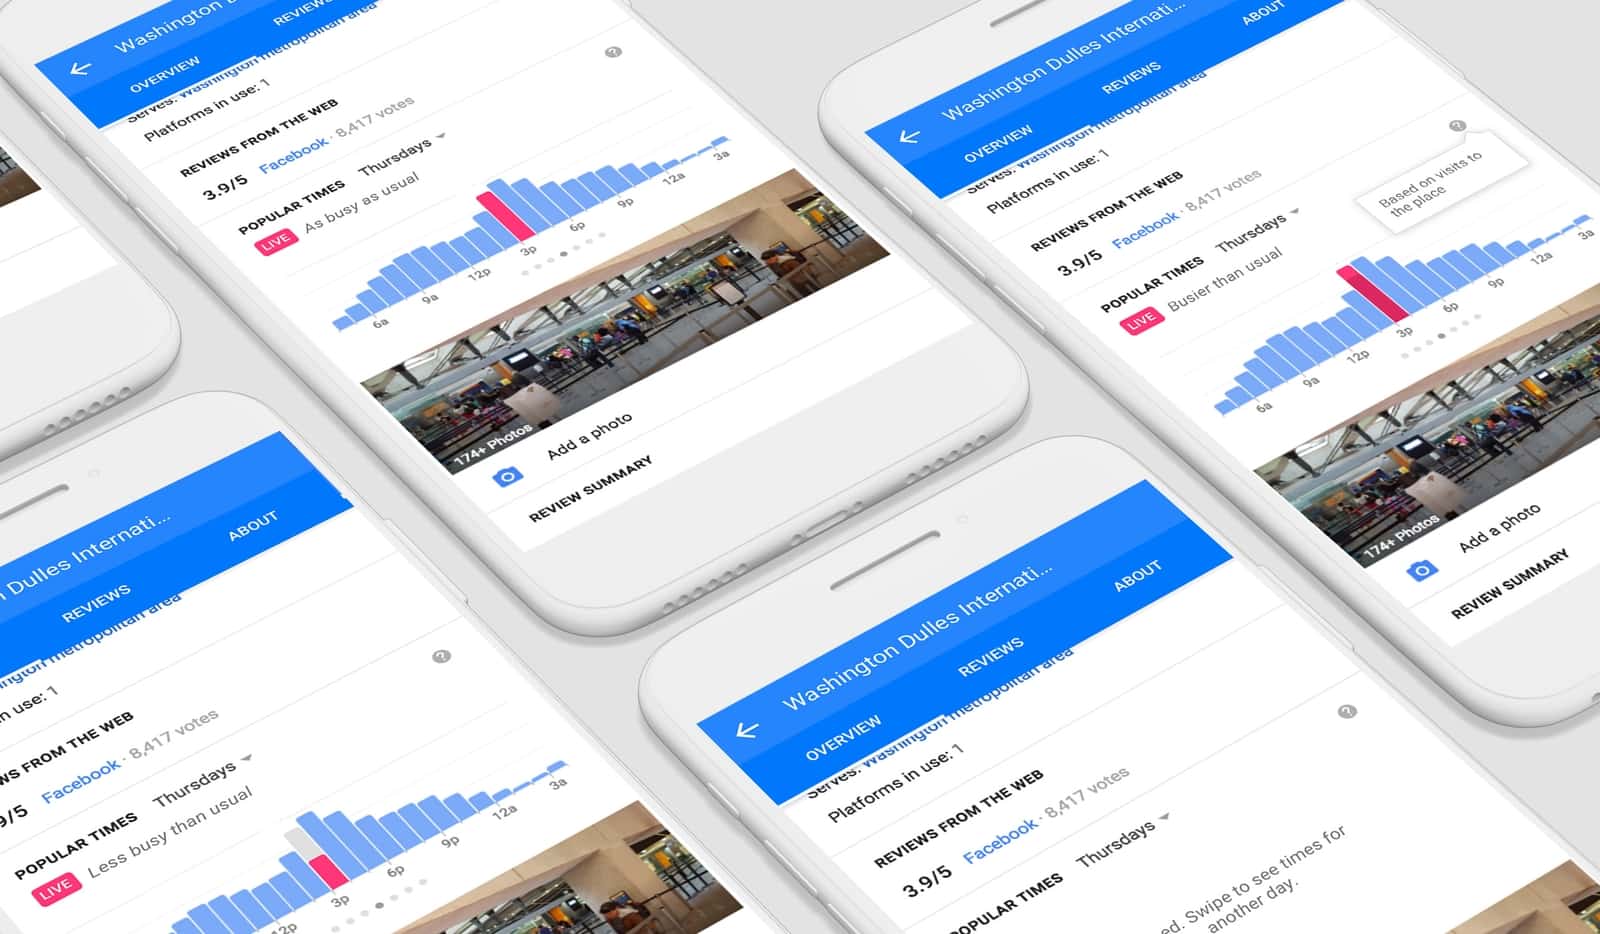 Washington D
OVERVIEW
REVIEWS
Serves: Washington metropolitan area
Platforms in use: 1
REVIEWS FROM THE WEB
3.9/5 Facebook · 8,417 votes
POPULAR TIMES Thursdays
LIVE As busy as usual
6a 9a 12p 3p 6p 9p 12a 3a
174+ Photos
Add a photo
REVIEW SUMMARY
Washington Dulles Internati...
OVERVIEW REVIEWS ABOUT
Serves: Washington metropolitan area
Platforms in use: 1
REVIEWS FROM THE WEB
3.9/5 Facebook · 8,417 votes
?
Based on visits to
the place
POPULAR TIMES Thursdays
LIVE Busier than usual
6a 9a 12p 3p 6p 9p 12a 3a
174+ Photos
Add a photo
REVIEW SUMMARY
Dulles Internati...
REVIEWS ABOUT
metropolitan area
n use: 1
WS FROM THE WEB
9/5 Facebook · 8,417 votes
?
POPULAR TIMES Thursdays
LIVE Less busy than usual
12p 3p 6p 9p 12a 3a
Washington Dulles Internati...
OVERVIEW REVIEWS ABOUT
Serves: Washington metropolitan area
Platforms in use: 1
REVIEWS FROM THE WEB
3.9/5 Facebook · 8,417 votes
?
POPULAR TIMES Thursdays
ed. Swipe to see times for
another day.